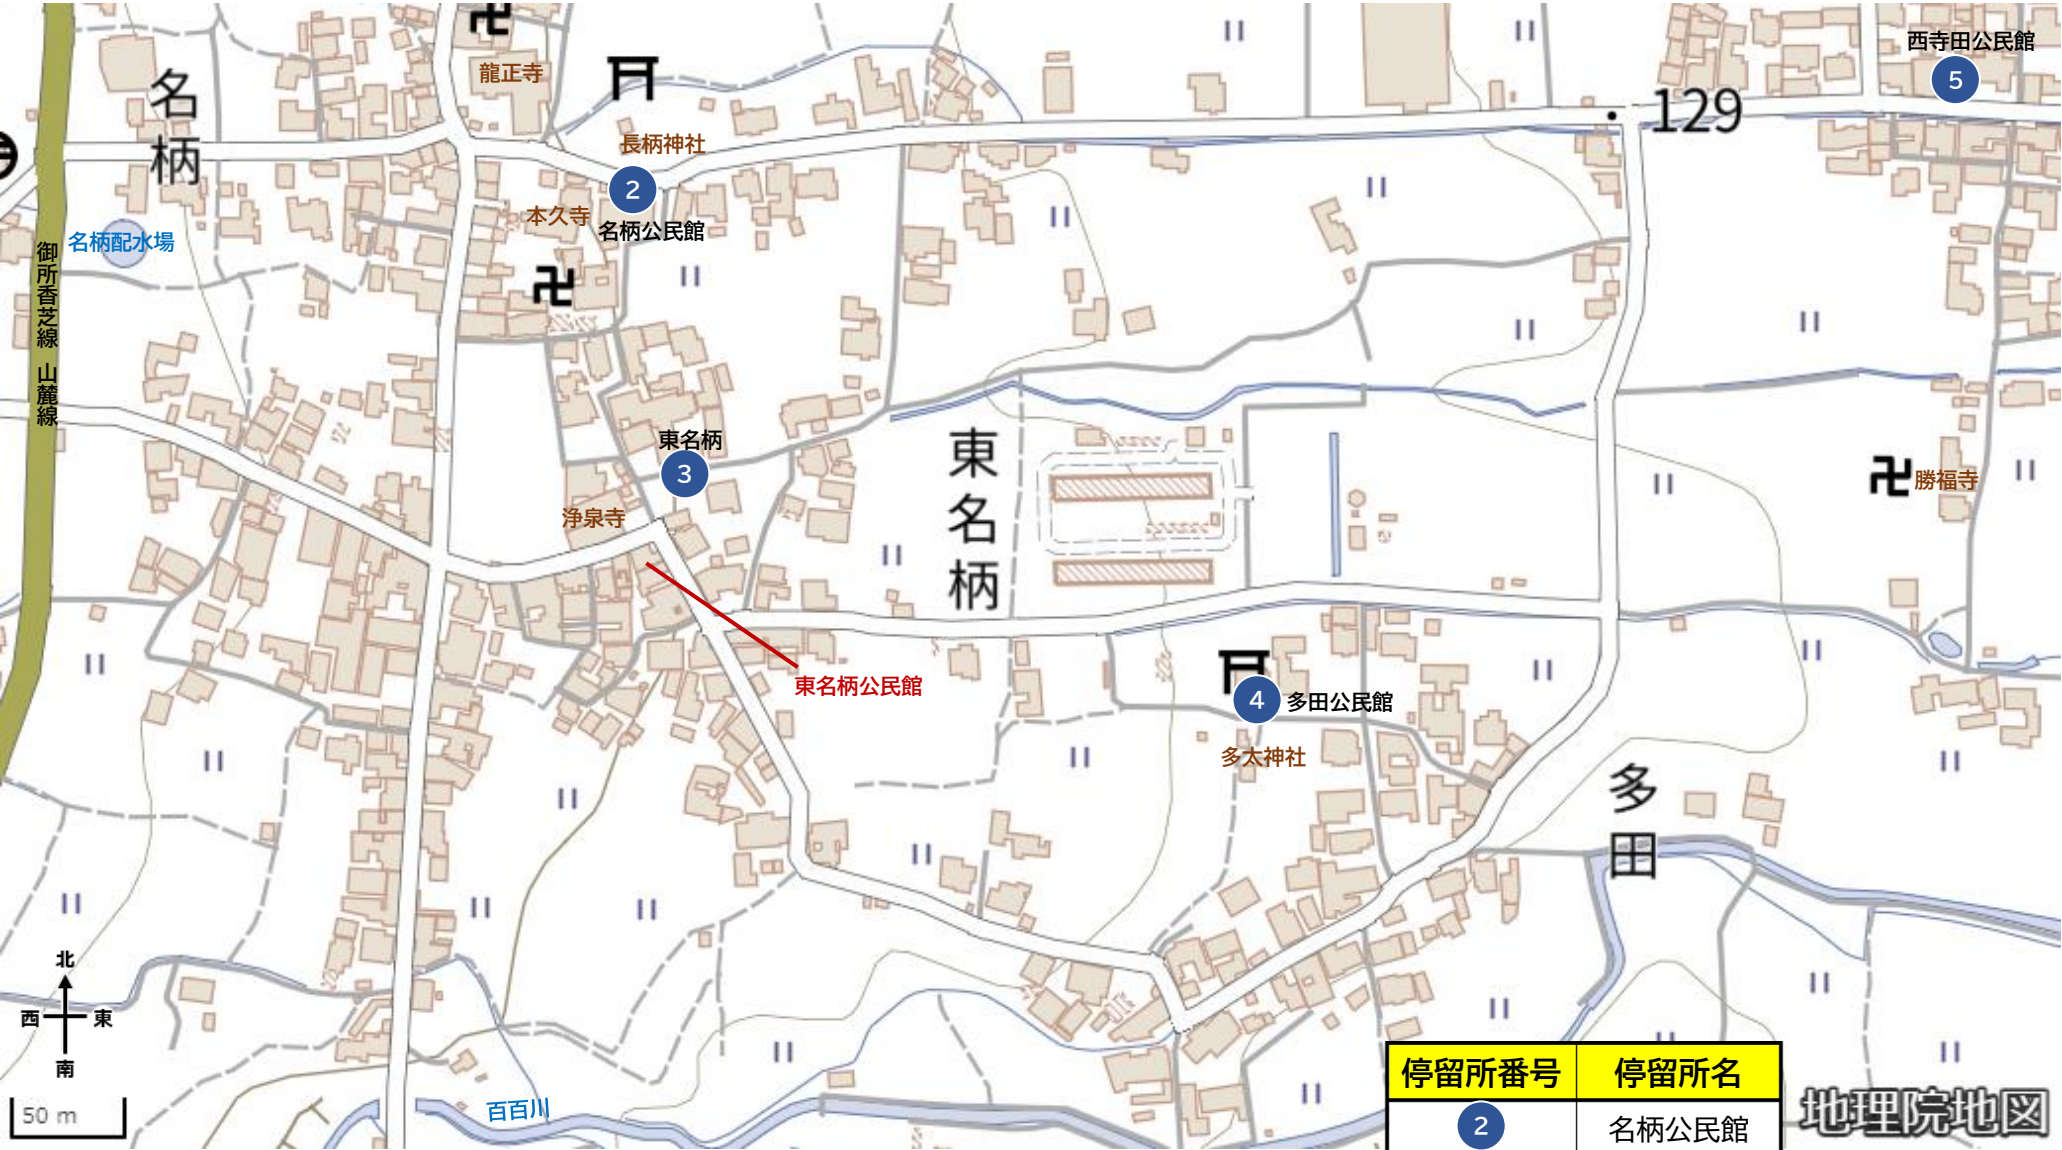 西寺田公民館
5
龍正寺
名柄
129
長柄神社
2
本久寺
名柄公民館
名柄配水場
御所香芝線 山麓線
東名柄
3
東名柄
勝福寺
浄泉寺
東名柄公民館
4
多田公民館
多太神社
多田
北
西
東
南
50 m
百百川
停留所番号 停留所名
2 名柄公民館
地理院地図